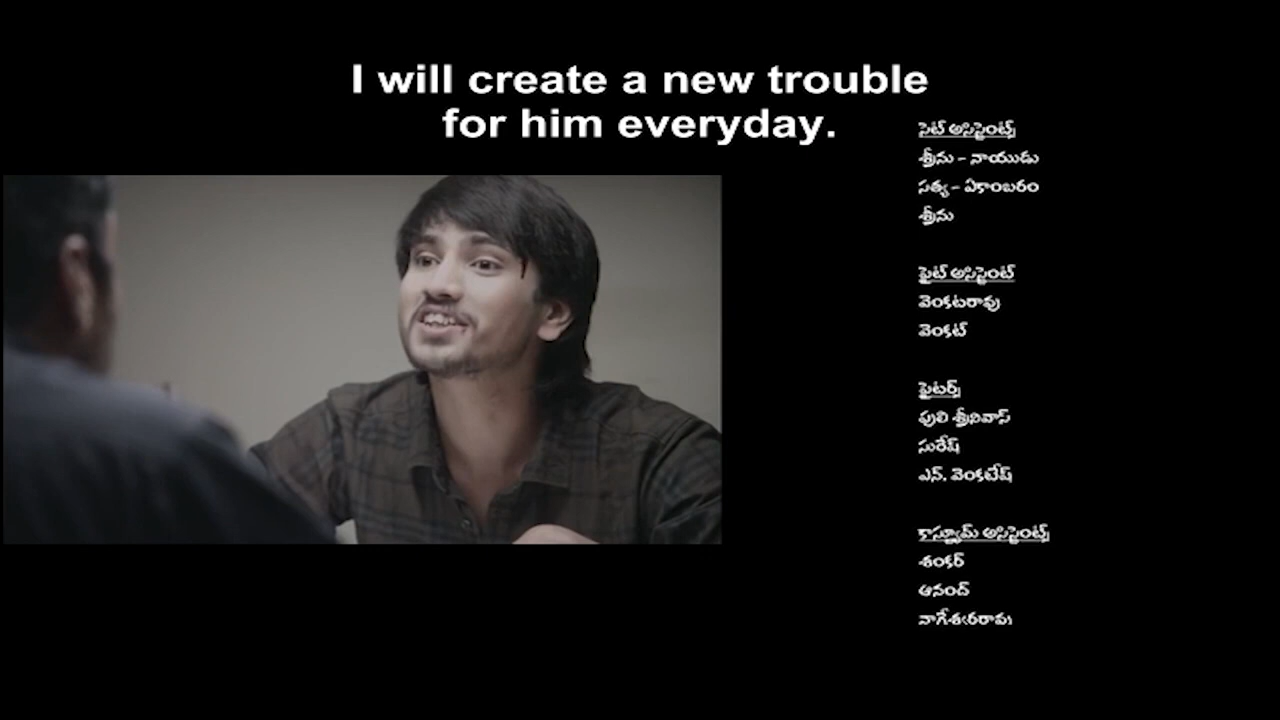 I will create a new trouble
for him everyday.
సెట్ అసిస్టెంట్స్
శ్రీను - నాయుడు
సత్య - ఏకాంబరం
శ్రీను
ఫైట్ అసిస్టెంట్
వెంకటరావు
వెంకట్
ఫైటర్స్
పులి శ్రీనివాస్
సురేష్
ఎన్. వెంకటేష్
కాస్ట్యూమ్ అసిస్టెంట్స్
శంకర్
ఆనంద్
నాగేశ్వరరావు